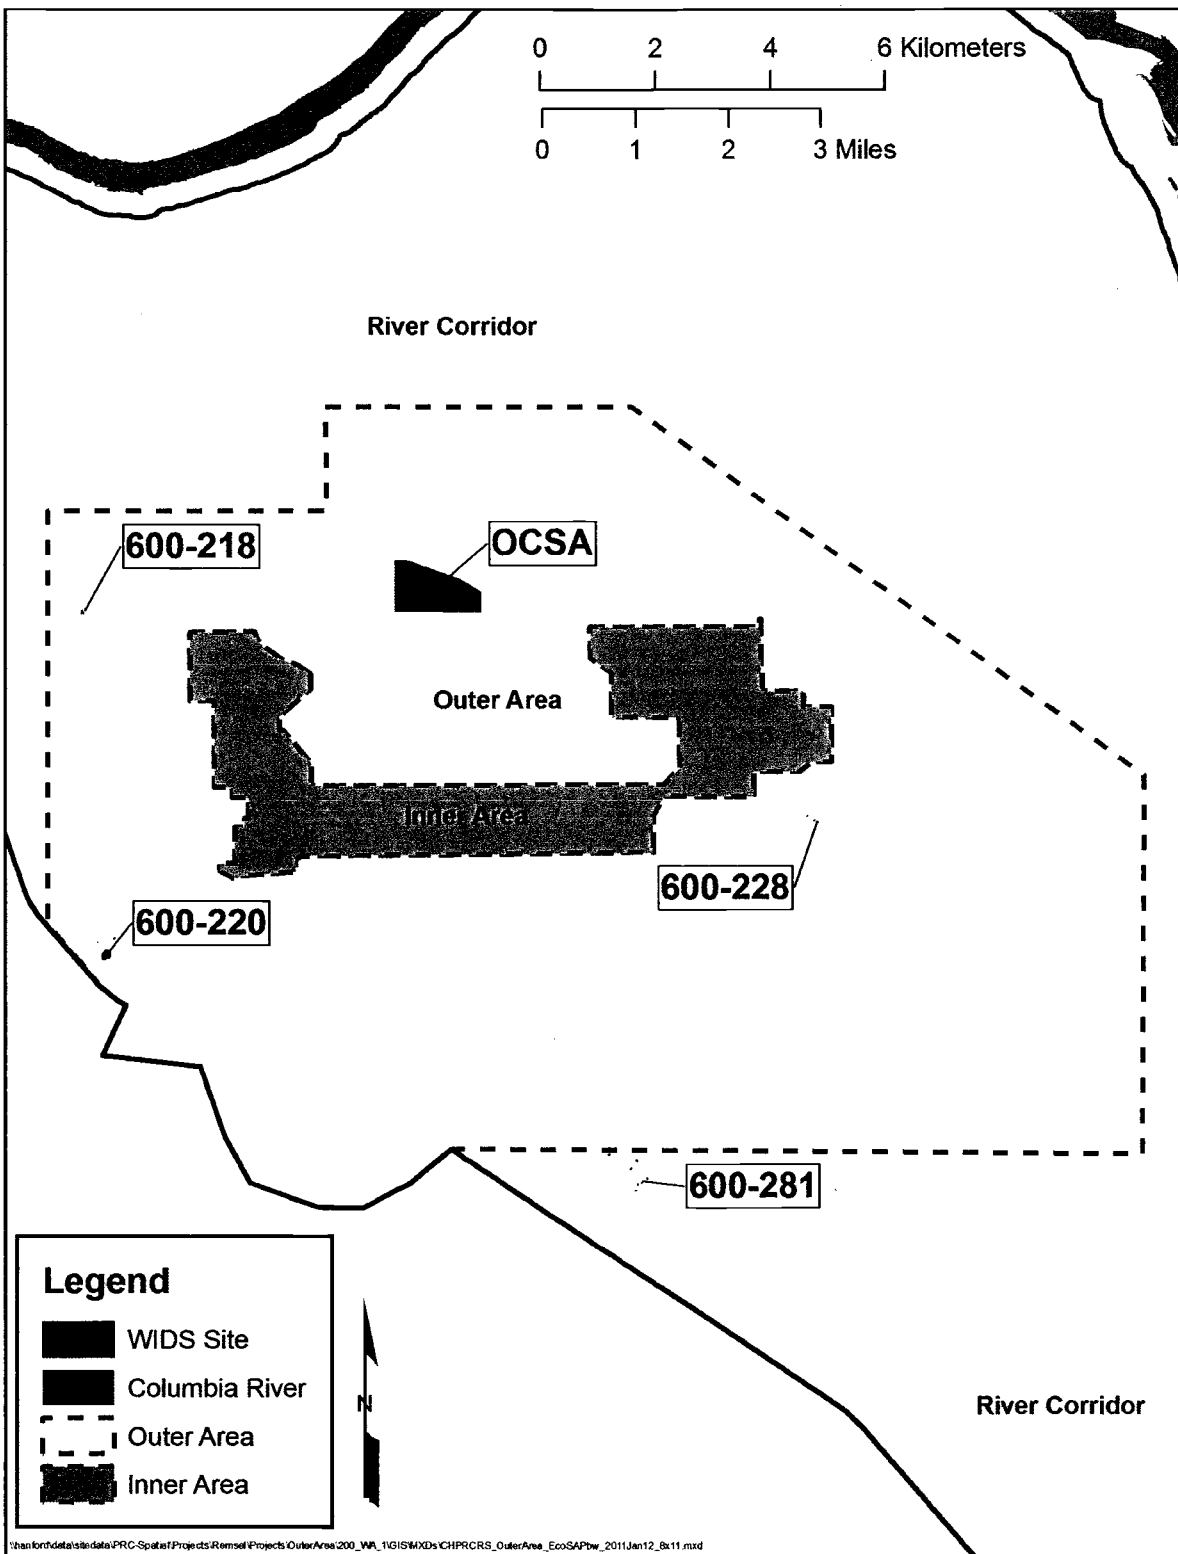 0 2 4 6 Kilometers
0 1 2 3 Miles
River Corridor
600-218
OCSA
Outer Area
Inner Area
600-228
600-220
600-281
Legend
WIDS Site
Columbia River
Outer Area
Inner Area
N
River Corridor